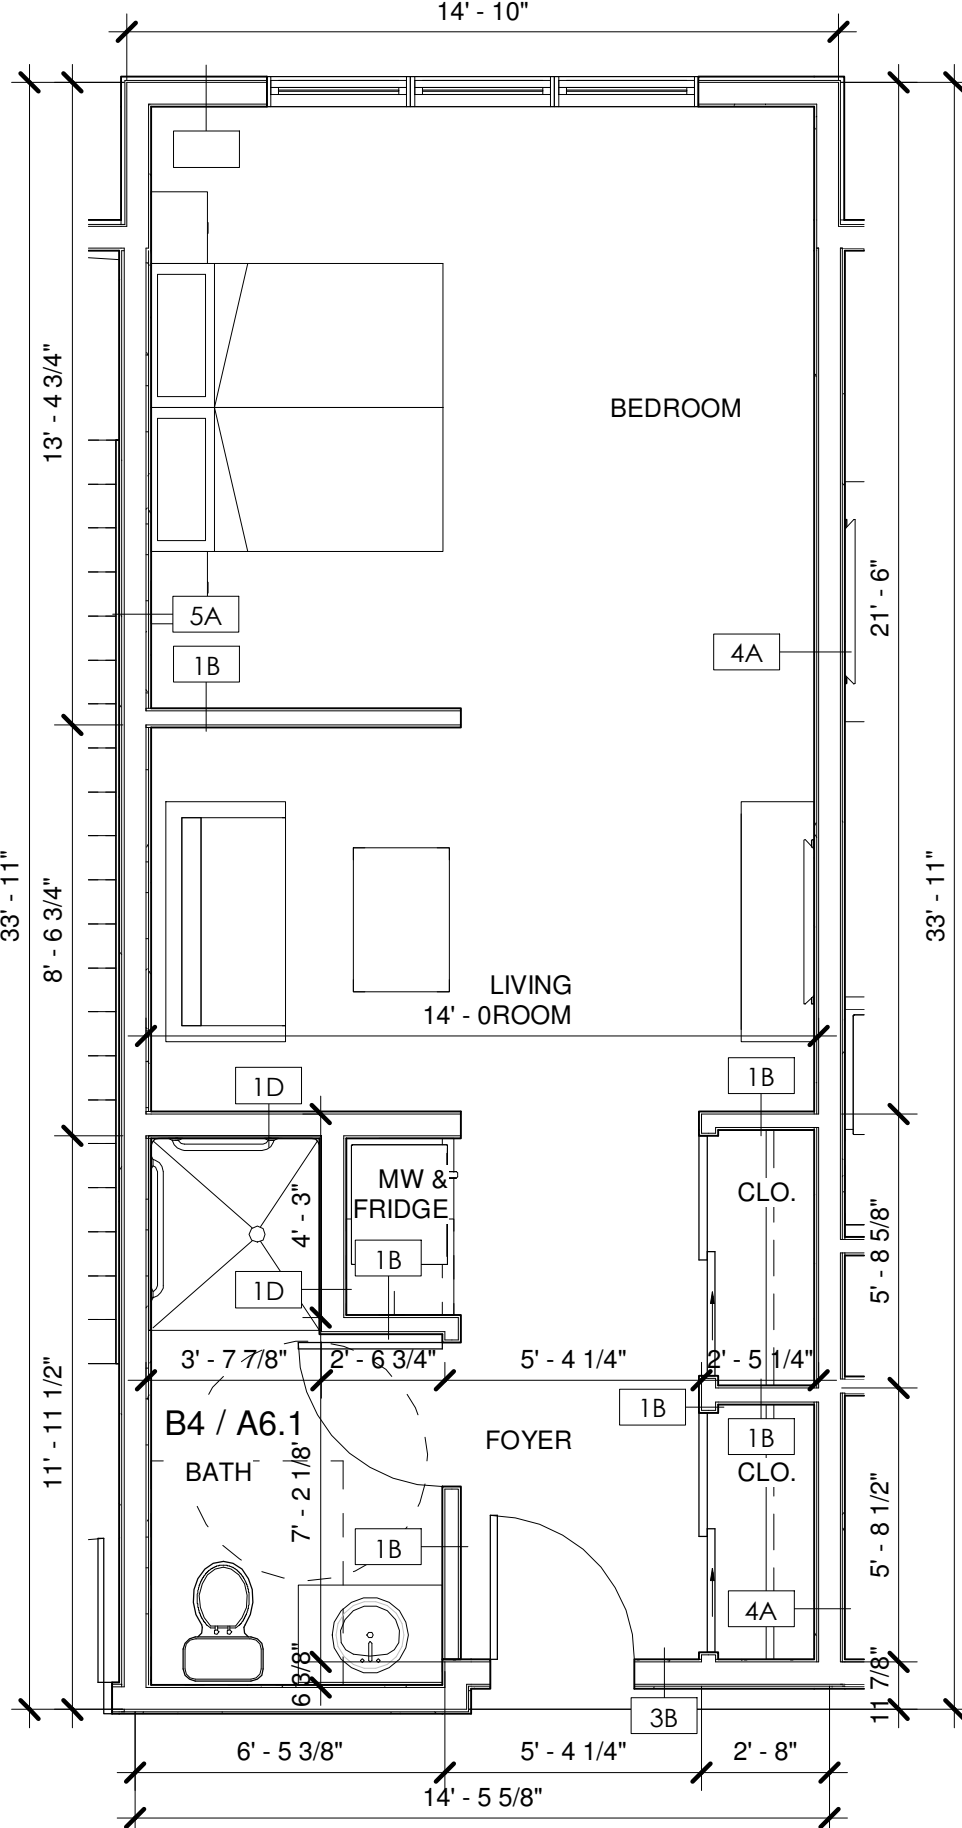 14' - 10"
13' - 4 3/4"
BEDROOM
21' - 6"
5A
4A
1B
33' - 11"
8' - 6 3/4"
33' - 11"
LIVING
14' - 0ROOM
1D
1B
MW &
FRIDGE
CLO.
4' - 3"
1B
1D
5' - 8 5/8"
3' - 7 7/8"
2' - 6 3/4"
5' - 4 1/4"
2' - 5 1/4"
11' - 11 1/2"
B4 / A6.1
1B
1B
FOYER
BATH
CLO.
7' - 2 1/8"
5' - 8 1/2"
1B
4A
6 3/8"
11 7/8"
3B
6' - 5 3/8"
5' - 4 1/4"
2' - 8"
14' - 5 5/8"